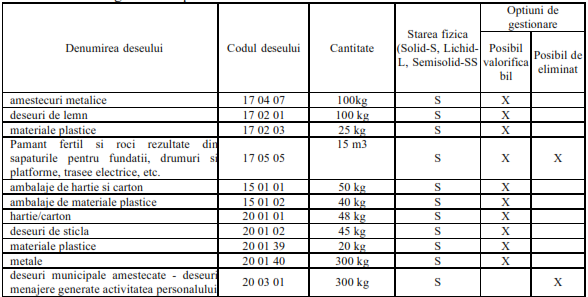 Denumirea deseului Codul deseului Cantitate Starea fizica (Solid-S, Lichid-L, Semisolid-SS Optiuni de gestionare
Posibil valorifica bil Posibil de eliminat
amestecuri metalice 17 04 07 100kg S X
deseuri de lemn 17 02 01 100 kg S X
materiale plastice 17 02 03 25 kg S X
Pamant fertil si roci rezultate din
sapaturile pentru fundatii, drumuri si
platforme, trasee electrice, etc. 17 05 05 15 m3 S X X
ambalaje de hartie si carton 15 01 01 50 kg S X
ambalaje de materiale plastice 15 01 02 40 kg S X
hartie/carton 20 01 01 48 kg S X
deseuri de sticla 20 01 02 45 kg S X
materiale plastice 20 01 39 20 kg S X
metale 20 01 40 300 kg S X
deseuri municipale amestecate - deseuri
menajere generate activitatea personalului 20 03 01 300 kg S X